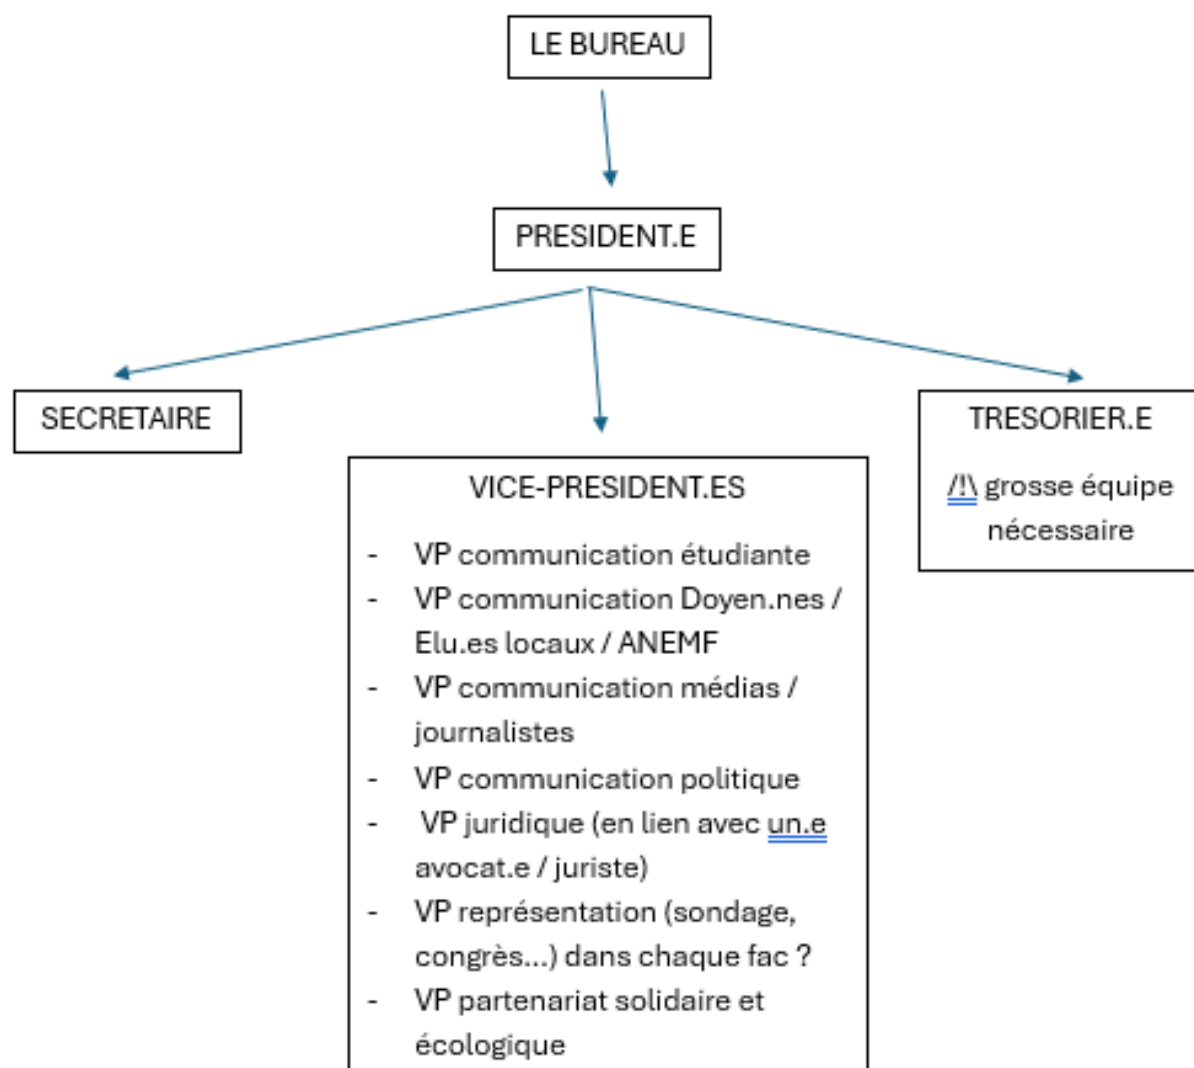 LE BUREAU
PRESIDENT.E
SECRETAIRE
VICE-PRESIDENT.ES
- VP communication étudiante
- VP communication Doyen.nes /
Elu.es locaux / ANEMF
- VP communication médias /
journalistes
- VP communication politique
- VP juridique (en lien avec un.e
avocat.e / juriste)
- VP représentation (sondage,
congrès...) dans chaque fac ?
- VP partenariat solidaire et
écologique
TRESORIER.E
/!\ grosse équipe
nécessaire